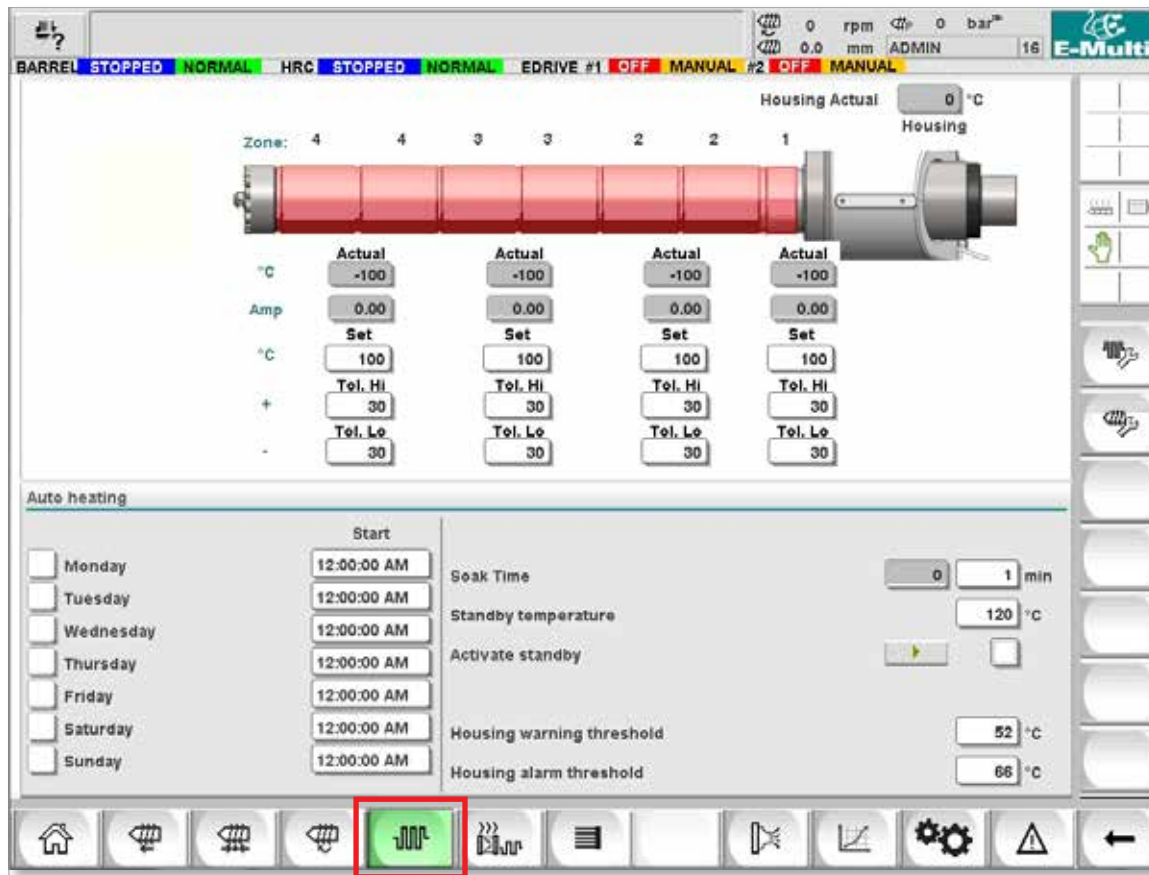 ?
0 rpm 0 bar
0.0 mm ADMIN 16
E-Multi
BARREL STOPPED NORMAL HRC STOPPED NORMAL EDRIVE #1 OFF MANUAL #2 OFF MANUAL
Housing Actual 0 °C
Housing
Zone: 4 4 3 3 2 2 1
Actual Actual Actual Actual
°C -100 -100 -100 -100
Amp 0.00 0.00 0.00 0.00
Set Set Set Set
°C 100 100 100 100
Tol. Hi Tol. Hi Tol. Hi Tol. Hi
+ 30 30 30 30
Tol. Lo Tol. Lo Tol. Lo Tol. Lo
- 30 30 30 30
Auto heating
Start
Monday 12:00:00 AM
Tuesday 12:00:00 AM
Wednesday 12:00:00 AM
Thursday 12:00:00 AM
Friday 12:00:00 AM
Saturday 12:00:00 AM
Sunday 12:00:00 AM
Soak Time 0 1 min
Standby temperature 120 °C
Activate standby
Housing warning threshold 52 °C
Housing alarm threshold 66 °C